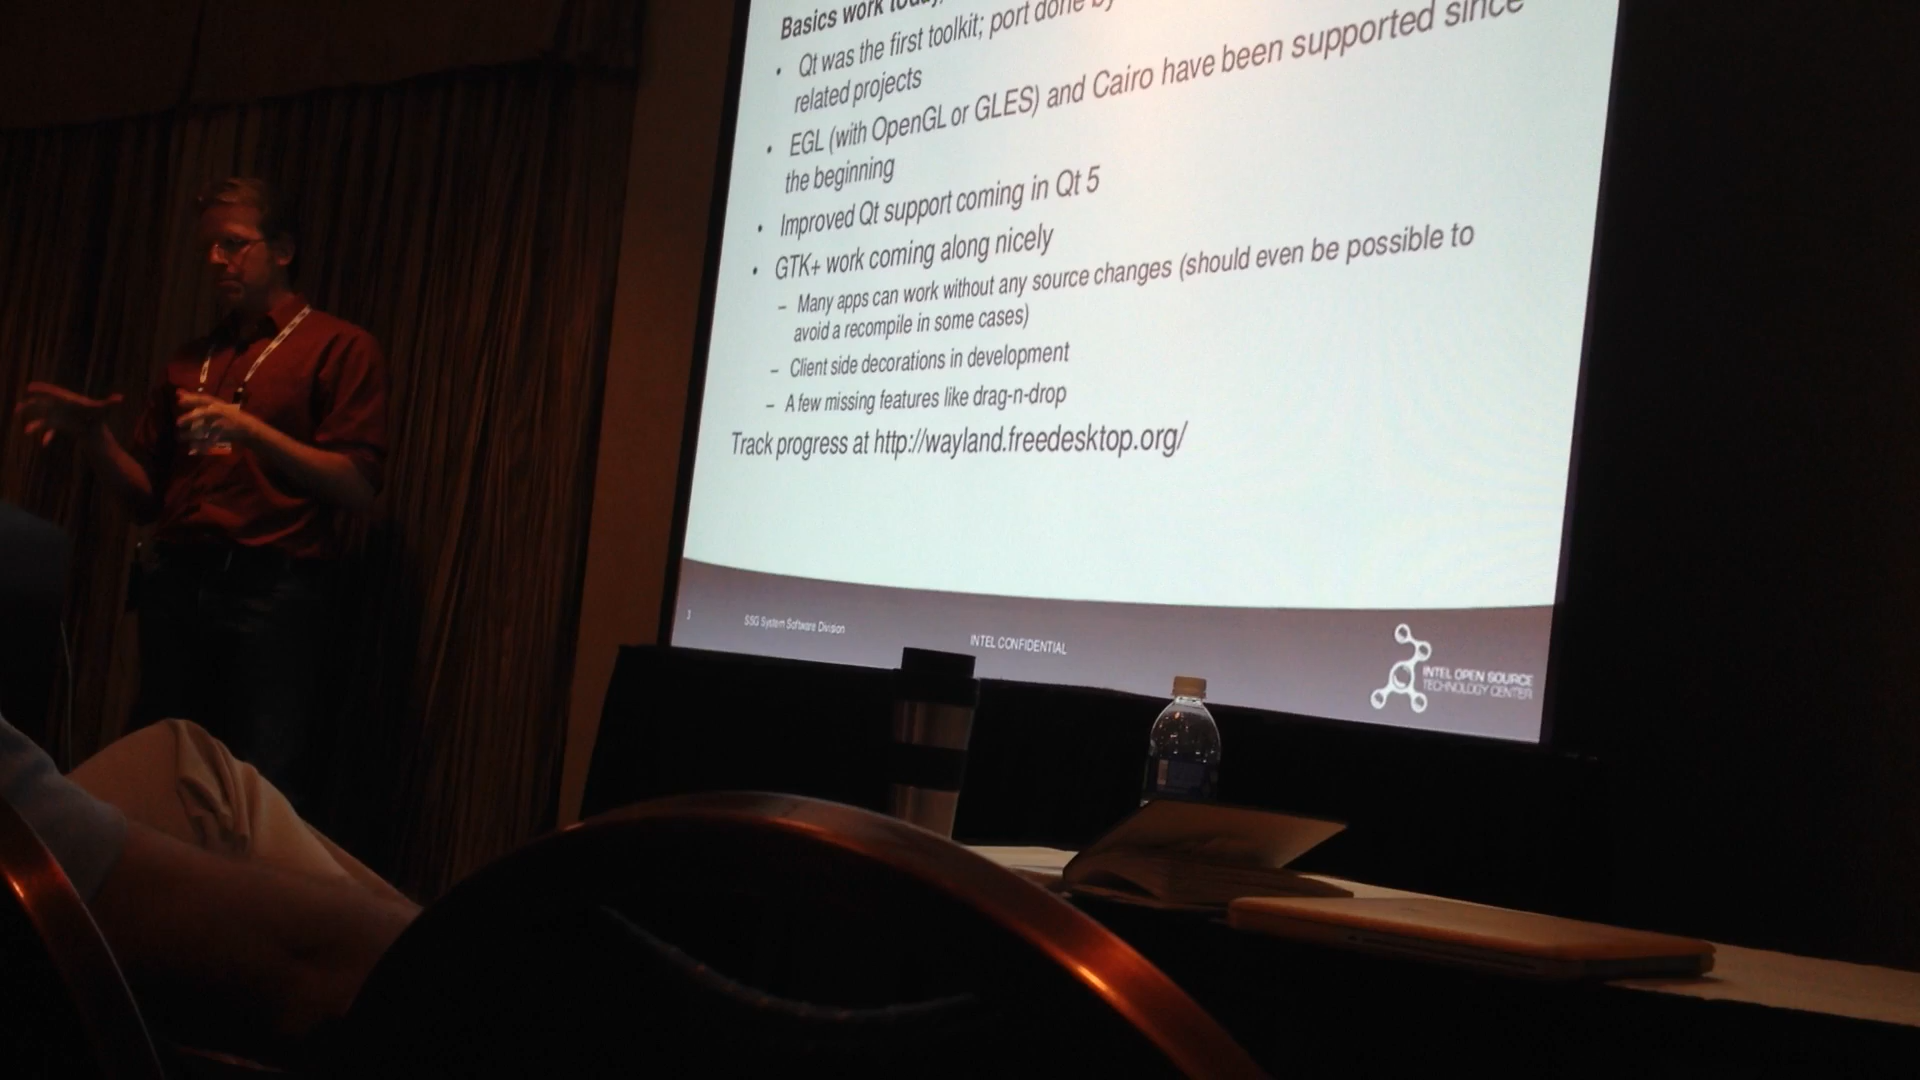 Basics work today,
• Qt was the first toolkit; port done by
related projects
• EGL (with OpenGL or GLES) and Cairo have been supported since
the beginning
• Improved Qt support coming in Qt 5
• GTK+ work coming along nicely
– Many apps can work without any source changes (should even be possible to
avoid a recompile in some cases)
– Client side decorations in development
– A few missing features like drag-n-drop
Track progress at http://wayland.freedesktop.org/
3
SSG System Software Division
INTEL CONFIDENTIAL
INTEL OPEN SOURCE
TECHNOLOGY CENTER